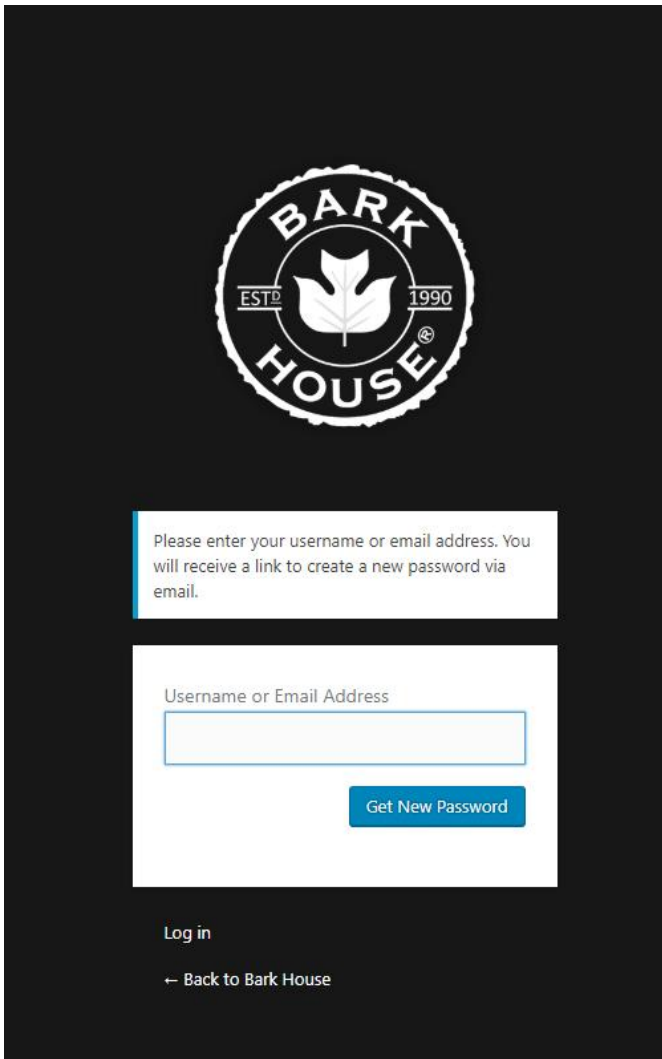 BARK
ESTD 1990
HOUSE®
Please enter your username or email address. You
will receive a link to create a new password via
email.
Username or Email Address
Get New Password
Log in
← Back to Bark House